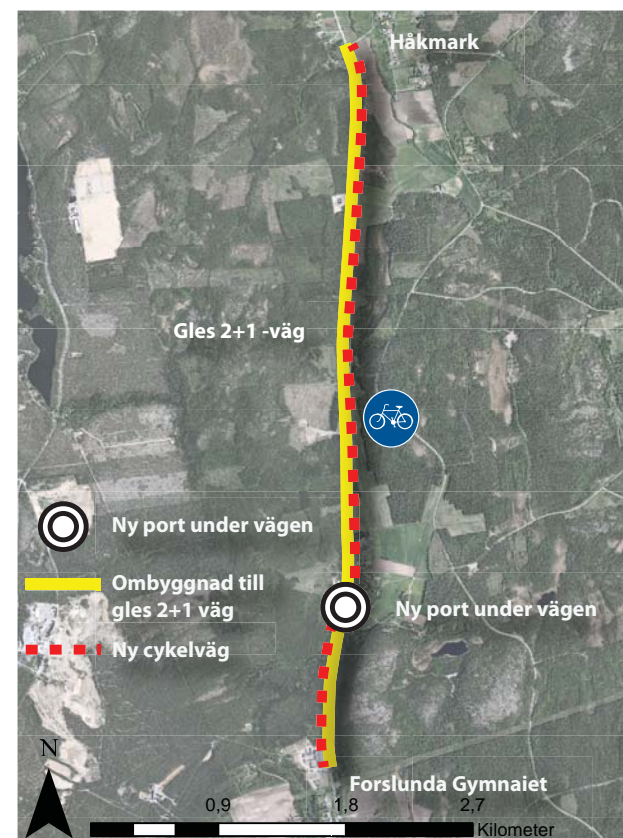 Håkmark
Gles 2+1 -väg
Ny port under vägen
Ombyggnad till
gles 2+1 väg
Ny port under vägen
Ny cykelväg
N
Forslunda Gymnaiet
0,9 1,8 2,7
Kilometer